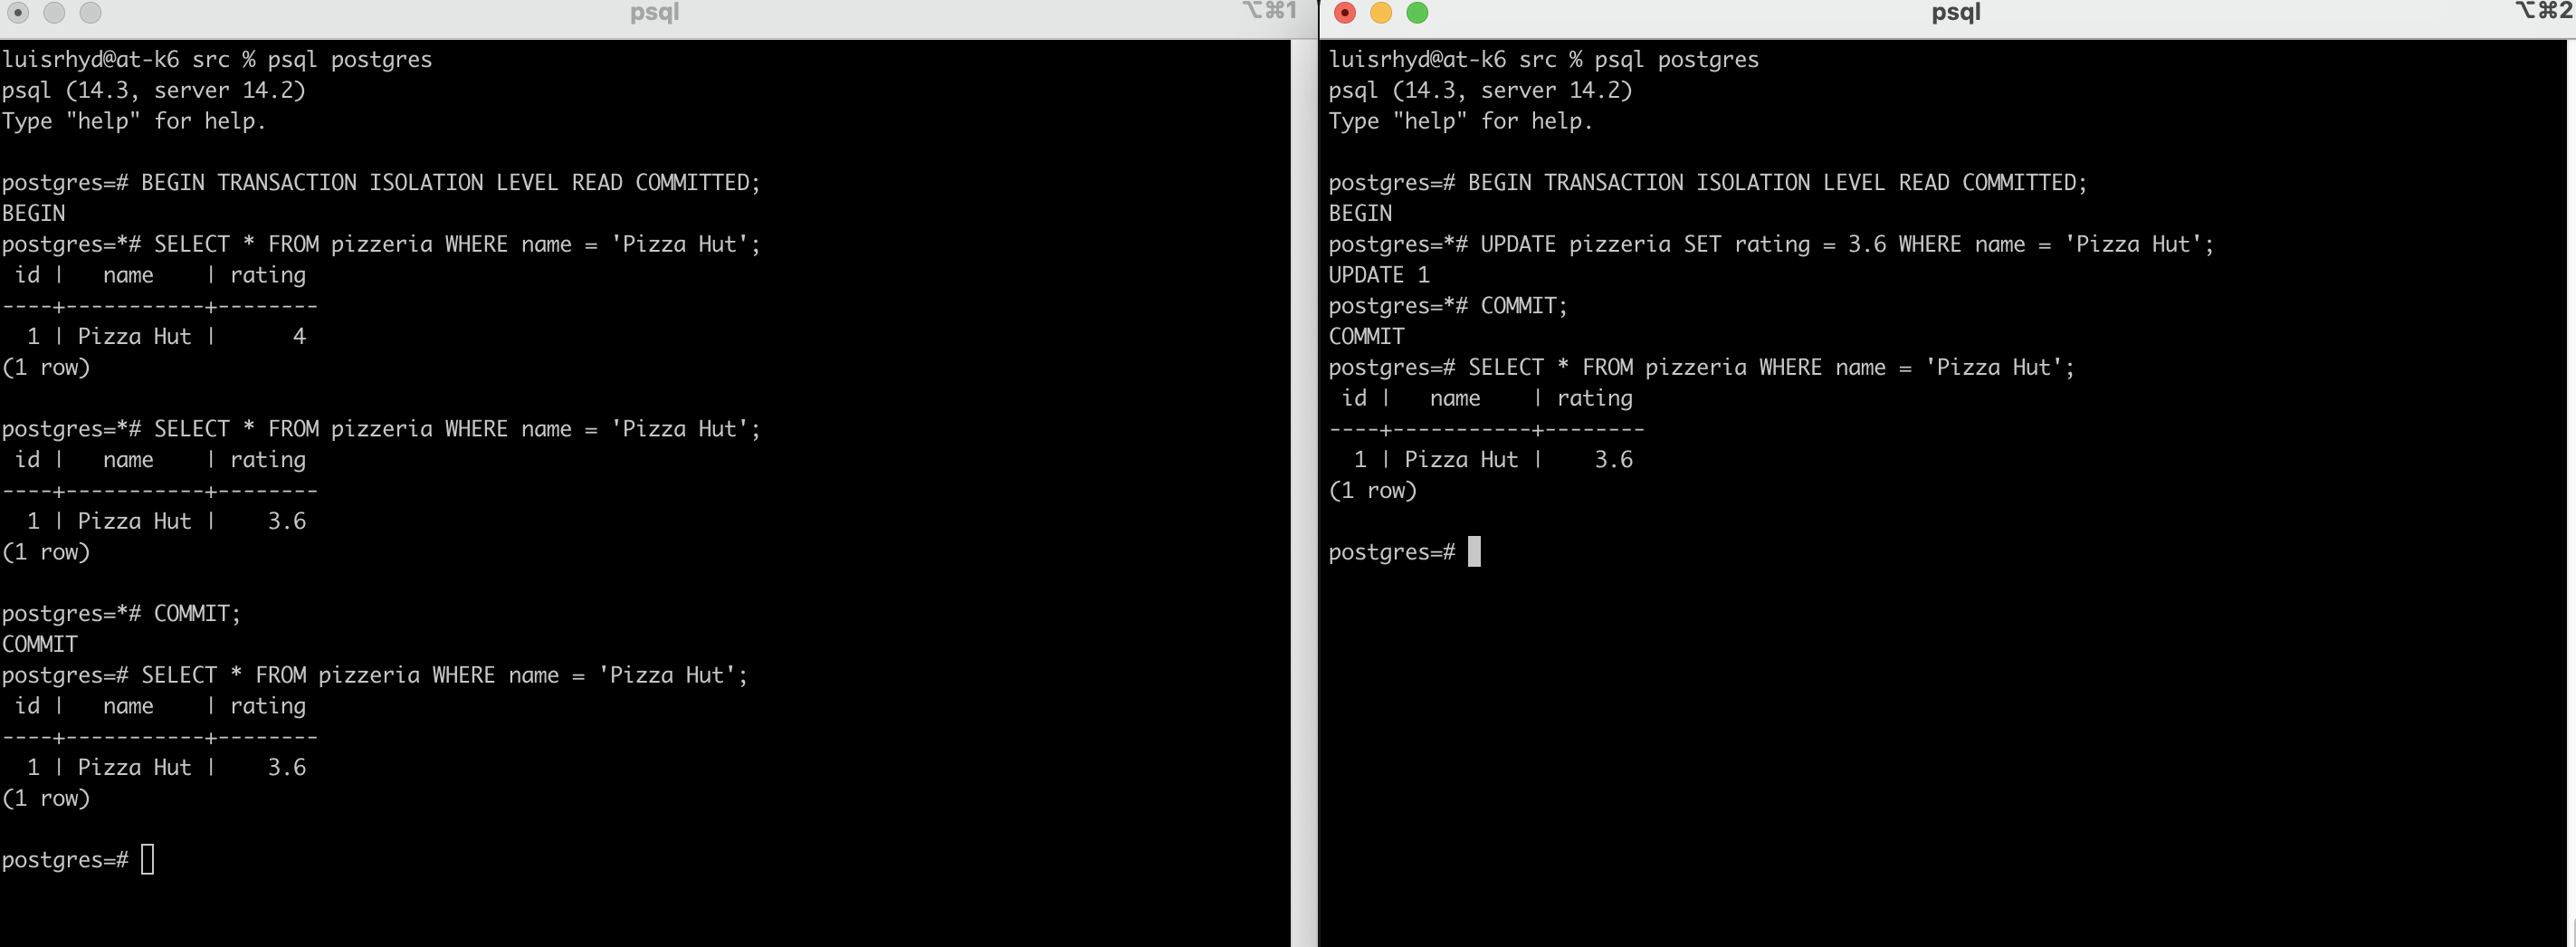 psql ⌥⌘1
luisrhyd@at-k6 src % psql postgres
psql (14.3, server 14.2)
Type "help" for help.
postgres=# BEGIN TRANSACTION ISOLATION LEVEL READ COMMITTED;
BEGIN
postgres=*# SELECT * FROM pizzeria WHERE name = 'Pizza Hut';
 id |   name    | rating
----+-----------+--------
  1 | Pizza Hut |      4
(1 row)
postgres=*# SELECT * FROM pizzeria WHERE name = 'Pizza Hut';
 id |   name    | rating
----+-----------+--------
  1 | Pizza Hut |    3.6
(1 row)
postgres=*# COMMIT;
COMMIT
postgres=# SELECT * FROM pizzeria WHERE name = 'Pizza Hut';
 id |   name    | rating
----+-----------+--------
  1 | Pizza Hut |    3.6
(1 row)
postgres=#
psql ⌥⌘2
luisrhyd@at-k6 src % psql postgres
psql (14.3, server 14.2)
Type "help" for help.
postgres=# BEGIN TRANSACTION ISOLATION LEVEL READ COMMITTED;
BEGIN
postgres=*# UPDATE pizzeria SET rating = 3.6 WHERE name = 'Pizza Hut';
UPDATE 1
postgres=*# COMMIT;
COMMIT
postgres=# SELECT * FROM pizzeria WHERE name = 'Pizza Hut';
 id |   name    | rating
----+-----------+--------
  1 | Pizza Hut |    3.6
(1 row)
postgres=#